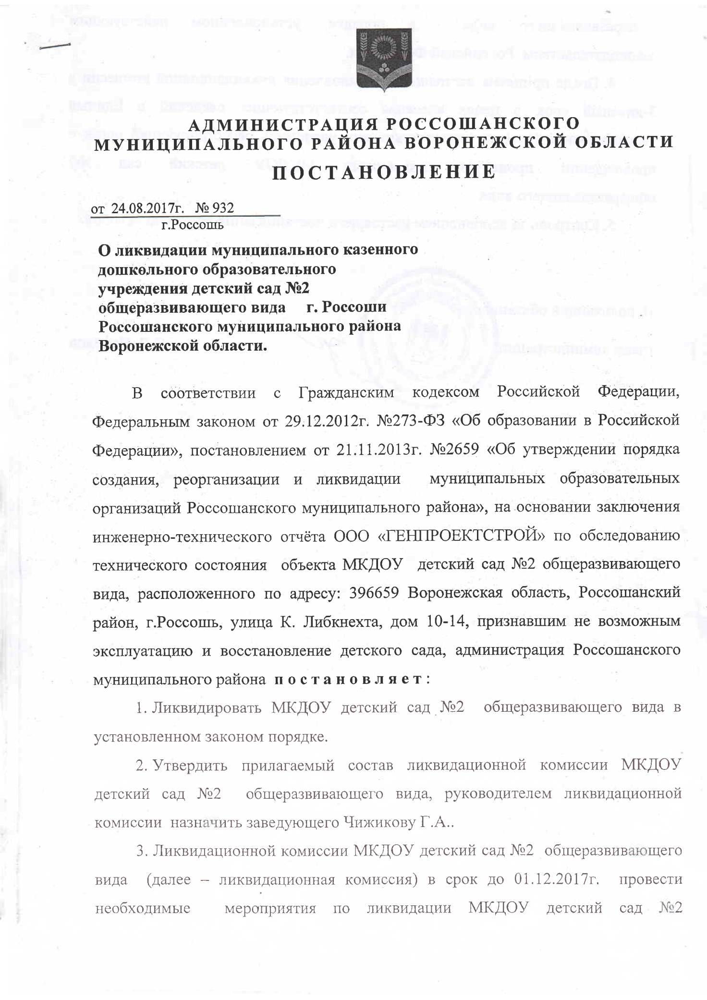 АДМИНИСТРАЦИЯ РОССОШАНСКОГО
МУНИЦИПАЛЬНОГО РАЙОНА ВОРОНЕЖСКОЙ ОБЛАСТИ
ПОСТАНОВЛЕНИЕ
от 24.08.2017г. № 932
г.Россошь
О ликвидации муниципального казенного
дошкольного образовательного
учреждения детский сад №2
общеразвивающего вида г. Россоши
Россошанского муниципального района
Воронежской области.
В соответствии с Гражданским кодексом Российской Федерации,
Федеральным законом от 29.12.2012г. №273-ФЗ «Об образовании в Российской
Федерации», постановлением от 21.11.2013г. №2659 «Об утверждении порядка
создания, реорганизации и ликвидации муниципальных образовательных
организаций Россошанского муниципального района», на основании заключения
инженерно-технического отчёта ООО «ГЕНПРОЕКТСТРОЙ» по обследованию
технического состояния объекта МКДОУ детский сад №2 общеразвивающего
вида, расположенного по адресу: 396659 Воронежская область, Россошанский
район, г.Россошь, улица К. Либкнехта, дом 10-14, признавшим не возможным
эксплуатацию и восстановление детского сада, администрация Россошанского
муниципального района п о с т а н о в л я е т :
1. Ликвидировать МКДОУ детский сад №2 общеразвивающего вида в
установленном законом порядке.
2. Утвердить прилагаемый состав ликвидационной комиссии МКДОУ
детский сад №2 общеразвивающего вида, руководителем ликвидационной
комиссии назначить заведующего Чижикову Г.А..
3. Ликвидационной комиссии МКДОУ детский сад №2 общеразвивающего
вида (далее – ликвидационная комиссия) в срок до 01.12.2017г. провести
необходимые мероприятия по ликвидации МКДОУ детский сад №2